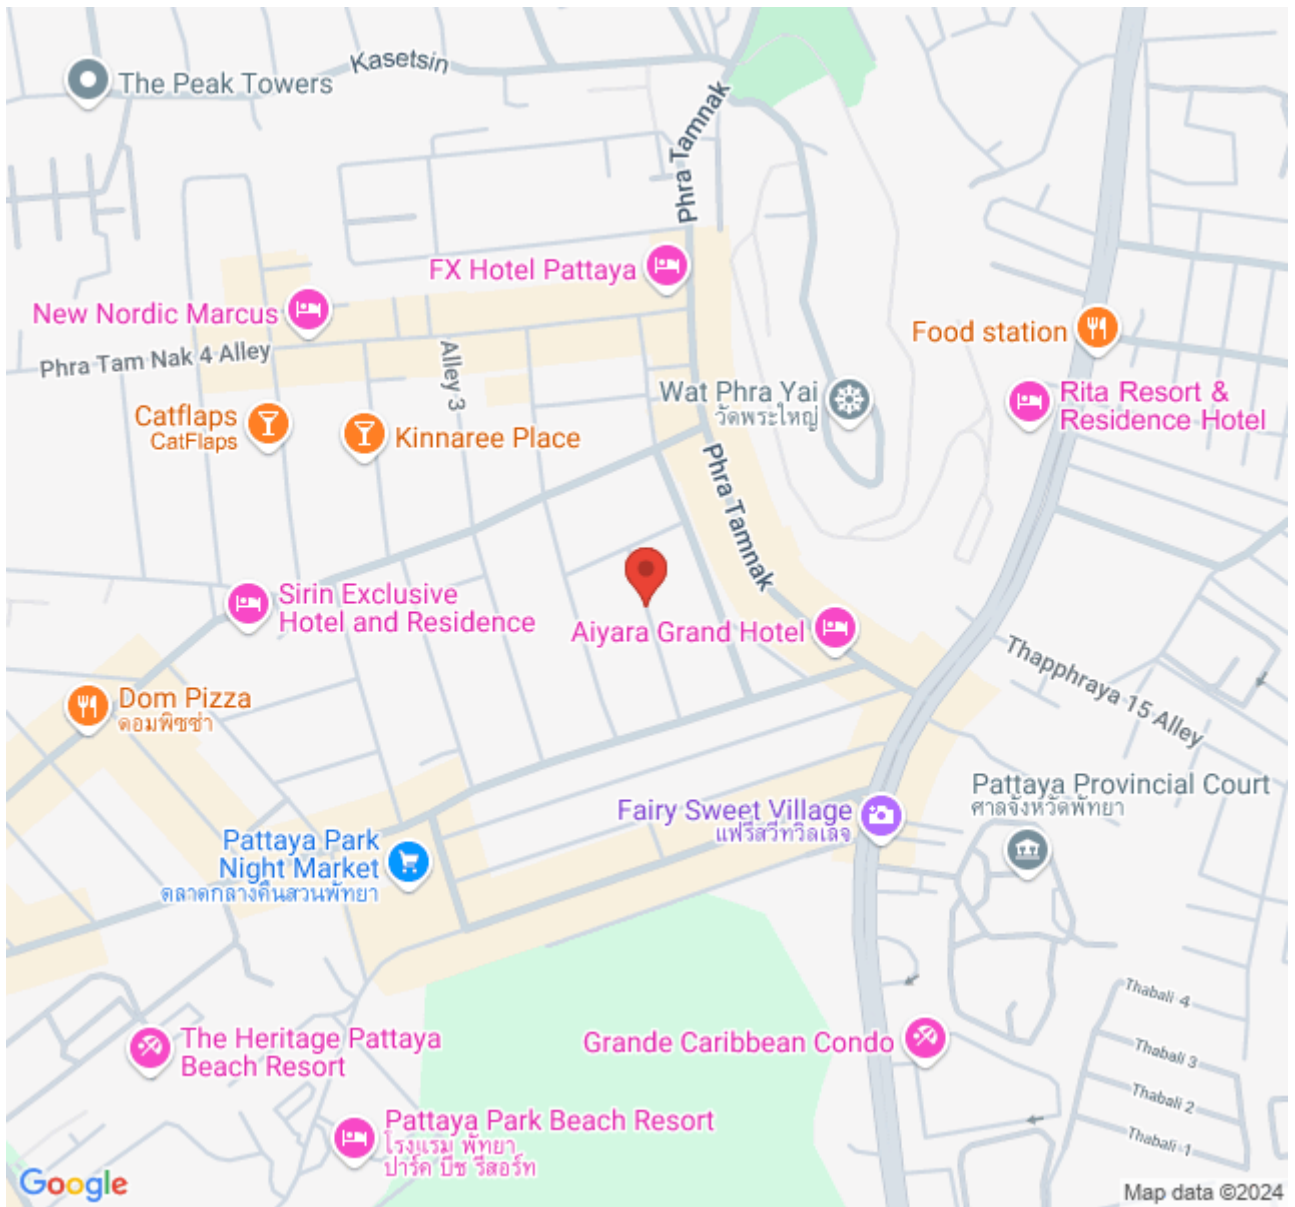 Kasetsin
The Peak Towers
Phra Tamnak
FX Hotel Pattaya
New Nordic Marcus
Food station
Phra Tam Nak 4 Alley
Alley 3
Wat Phra Yai
วัดพระใหญ่
Rita Resort &
Residence Hotel
Catflaps
CatFlaps
Kinnaree Place
Phra Tamnak
Sirin Exclusive
Hotel and Residence
Aiyara Grand Hotel
Thapphraya 15 Alley
Dom Pizza
ดอมพิซซ่า
Pattaya Provincial Court
ศาลจังหวัดพัทยา
Fairy Sweet Village
แฟรีสวีทวิลเลจ
Pattaya Park
Night Market
ตลาดกลางคืนสวนพัทยา
Thabali 4
The Heritage Pattaya
Beach Resort
Grande Caribbean Condo
Thabali 3
Thabali 2
Pattaya Park Beach Resort
โรงแรม พัทยา
ปาร์ค บีช รีสอร์ท
Thabali 1
Google
Map data ©2024